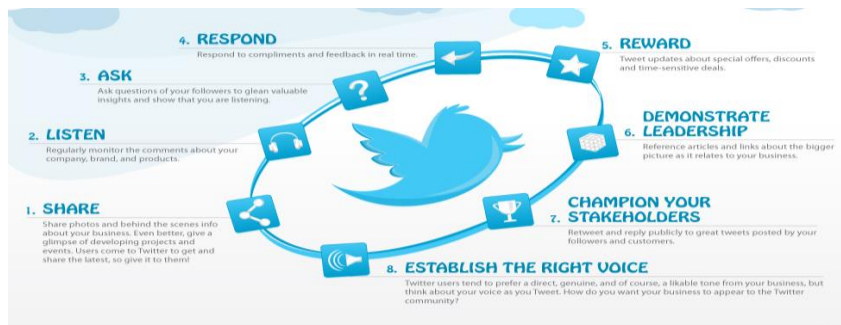 4. RESPOND
Respond to compliments and feedback in real time.
5. REWARD
Tweet updates about special offers, discounts
and time-sensitive deals.
3. ASK
Ask questions of your followers to glean valuable
insights and show that you are listening.
?
DEMONSTRATE
6. LEADERSHIP
Reference articles and links about the bigger
picture as it relates to your business.
2. LISTEN
Regularly monitor the comments about your
company, brand, and products.
1. SHARE
Share photos and behind the scenes info
about your business. Even better, give a
glimpse of developing projects and
events. Users come to Twitter to get and
share the latest, so give it to them!
CHAMPION YOUR
7. STAKEHOLDERS
Retweet and reply publicly to great tweets posted by your
followers and customers.
8. ESTABLISH THE RIGHT VOICE
Twitter users tend to prefer a direct, genuine, and of course, a likable tone from your business, but
think about your voice as you Tweet. How do you want your business to appear to the Twitter
community?